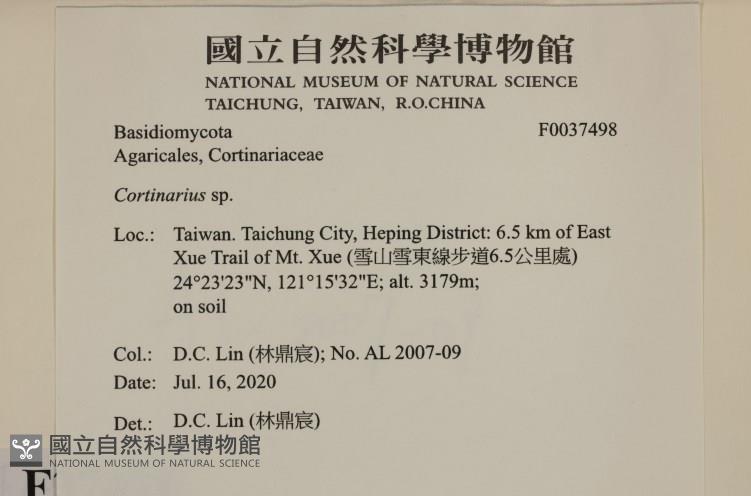 國立自然科學博物館
NATIONAL MUSEUM OF NATURAL SCIENCE
TAICHUNG, TAIWAN, R.O.CHINA
Basidiomycota F0037498
Agaricales, Cortinariaceae
Cortinarius sp.
Loc.: Taiwan. Taichung City, Heping District: 6.5 km of East
Xue Trail of Mt. Xue (雪山雪東線步道6.5公里處)
24°23'23"N, 121°15'32"E; alt. 3179m;
on soil
Col.: D.C. Lin (林鼎宸); No. AL 2007-09
Date: Jul. 16, 2020
Det.: D.C. Lin (林鼎宸)
國立自然科學博物館
NATIONAL MUSEUM OF NATURAL SCIENCE